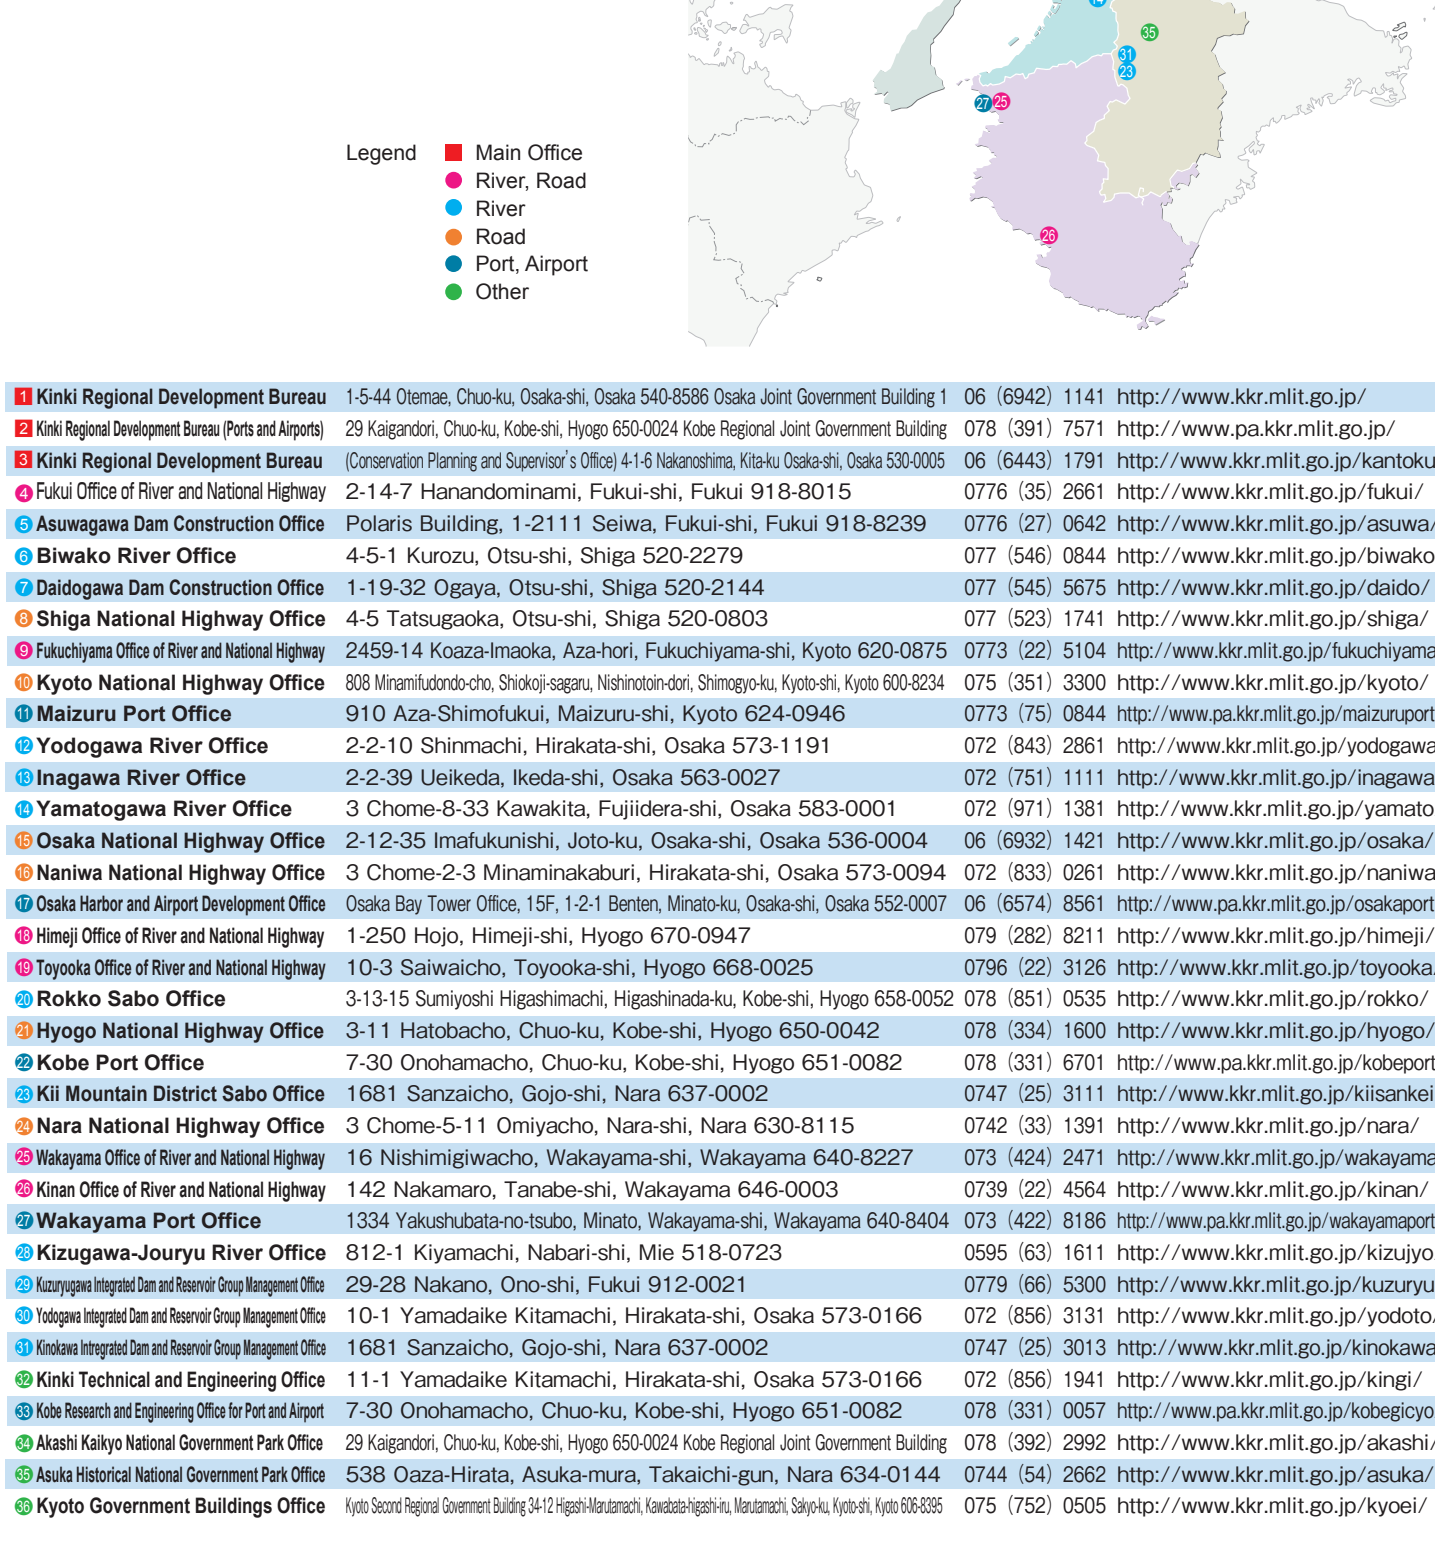 14
35
31
23
27 25
26
Legend
Main Office
River, Road
River
Road
Port, Airport
Other
1 Kinki Regional Development Bureau 1-5-44 Otemae, Chuo-ku, Osaka-shi, Osaka 540-8586 Osaka Joint Government Building 1 06 (6942) 1141 http://www.kkr.mlit.go.jp/
2 Kinki Regional Development Bureau (Ports and Airports) 29 Kaigandori, Chuo-ku, Kobe-shi, Hyogo 650-0024 Kobe Regional Joint Government Building 078 (391) 7571 http://www.pa.kkr.mlit.go.jp/
3 Kinki Regional Development Bureau (Conservation Planning and Supervisor's Office) 4-1-6 Nakanoshima, Kita-ku Osaka-shi, Osaka 530-0005 06 (6443) 1791 http://www.kkr.mlit.go.jp/kantoku
4 Fukui Office of River and National Highway 2-14-7 Hanandominami, Fukui-shi, Fukui 918-8015 0776 (35) 2661 http://www.kkr.mlit.go.jp/fukui/
5 Asuwagawa Dam Construction Office Polaris Building, 1-2111 Seiwa, Fukui-shi, Fukui 918-8239 0776 (27) 0642 http://www.kkr.mlit.go.jp/asuwa/
6 Biwako River Office 4-5-1 Kurozu, Otsu-shi, Shiga 520-2279 077 (546) 0844 http://www.kkr.mlit.go.jp/biwako
7 Daidogawa Dam Construction Office 1-19-32 Ogaya, Otsu-shi, Shiga 520-2144 077 (545) 5675 http://www.kkr.mlit.go.jp/daido/
8 Shiga National Highway Office 4-5 Tatsugaoka, Otsu-shi, Shiga 520-0803 077 (523) 1741 http://www.kkr.mlit.go.jp/shiga/
9 Fukuchiyama Office of River and National Highway 2459-14 Koaza-Imaoka, Aza-hori, Fukuchiyama-shi, Kyoto 620-0875 0773 (22) 5104 http://www.kkr.mlit.go.jp/fukuchiyama
10 Kyoto National Highway Office 808 Minamifudondo-cho, Shiokoji-sagaru, Nishinotoin-dori, Shimogyo-ku, Kyoto-shi, Kyoto 600-8234 075 (351) 3300 http://www.kkr.mlit.go.jp/kyoto/
11 Maizuru Port Office 910 Aza-Shimofukui, Maizuru-shi, Kyoto 624-0946 0773 (75) 0844 http://www.pa.kkr.mlit.go.jp/maizuruport
12 Yodogawa River Office 2-2-10 Shinmachi, Hirakata-shi, Osaka 573-1191 072 (843) 2861 http://www.kkr.mlit.go.jp/yodogawa
13 Inagawa River Office 2-2-39 Ueikeda, Ikeda-shi, Osaka 563-0027 072 (751) 1111 http://www.kkr.mlit.go.jp/inagawa
14 Yamatogawa River Office 3 Chome-8-33 Kawakita, Fujiidera-shi, Osaka 583-0001 072 (971) 1381 http://www.kkr.mlit.go.jp/yamato
15 Osaka National Highway Office 2-12-35 Imafukunishi, Joto-ku, Osaka-shi, Osaka 536-0004 06 (6932) 1421 http://www.kkr.mlit.go.jp/osaka/
16 Naniwa National Highway Office 3 Chome-2-3 Minaminakaburi, Hirakata-shi, Osaka 573-0094 072 (833) 0261 http://www.kkr.mlit.go.jp/naniwa
17 Osaka Harbor and Airport Development Office Osaka Bay Tower Office, 15F, 1-2-1 Benten, Minato-ku, Osaka-shi, Osaka 552-0007 06 (6574) 8561 http://www.pa.kkr.mlit.go.jp/osakaport
18 Himeji Office of River and National Highway 1-250 Hojo, Himeji-shi, Hyogo 670-0947 079 (282) 8211 http://www.kkr.mlit.go.jp/himeji/
19 Toyooka Office of River and National Highway 10-3 Saiwaicho, Toyooka-shi, Hyogo 668-0025 0796 (22) 3126 http://www.kkr.mlit.go.jp/toyooka/
20 Rokko Sabo Office 3-13-15 Sumiyoshi Higashimachi, Higashinada-ku, Kobe-shi, Hyogo 658-0052 078 (851) 0535 http://www.kkr.mlit.go.jp/rokko/
21 Hyogo National Highway Office 3-11 Hatobacho, Chuo-ku, Kobe-shi, Hyogo 650-0042 078 (334) 1600 http://www.kkr.mlit.go.jp/hyogo/
22 Kobe Port Office 7-30 Onohamacho, Chuo-ku, Kobe-shi, Hyogo 651-0082 078 (331) 6701 http://www.pa.kkr.mlit.go.jp/kobeport
23 Kii Mountain District Sabo Office 1681 Sanzaicho, Gojo-shi, Nara 637-0002 0747 (25) 3111 http://www.kkr.mlit.go.jp/kiisankei
24 Nara National Highway Office 3 Chome-5-11 Omiyacho, Nara-shi, Nara 630-8115 0742 (33) 1391 http://www.kkr.mlit.go.jp/nara/
25 Wakayama Office of River and National Highway 16 Nishimigiwacho, Wakayama-shi, Wakayama 640-8227 073 (424) 2471 http://www.kkr.mlit.go.jp/wakayama
26 Kinan Office of River and National Highway 142 Nakamaro, Tanabe-shi, Wakayama 646-0003 0739 (22) 4564 http://www.kkr.mlit.go.jp/kinan/
27 Wakayama Port Office 1334 Yakushubata-no-tsubo, Minato, Wakayama-shi, Wakayama 640-8404 073 (422) 8186 http://www.pa.kkr.mlit.go.jp/wakayamaport
28 Kizugawa-Jouryu River Office 812-1 Kiyamachi, Nabari-shi, Mie 518-0723 0595 (63) 1611 http://www.kkr.mlit.go.jp/kizujyo
29 Kuzuryugawa Integrated Dam and Reservoir Group Management Office 29-28 Nakano, Ono-shi, Fukui 912-0021 0779 (66) 5300 http://www.kkr.mlit.go.jp/kuzuryu
30 Yodogawa Integrated Dam and Reservoir Group Management Office 10-1 Yamadaike Kitamachi, Hirakata-shi, Osaka 573-0166 072 (856) 3131 http://www.kkr.mlit.go.jp/yodoto/
31 Kinokawa Intregrated Dam and Reservoir Group Management Office 1681 Sanzaicho, Gojo-shi, Nara 637-0002 0747 (25) 3013 http://www.kkr.mlit.go.jp/kinokawa
32 Kinki Technical and Engineering Office 11-1 Yamadaike Kitamachi, Hirakata-shi, Osaka 573-0166 072 (856) 1941 http://www.kkr.mlit.go.jp/kingi/
33 Kobe Research and Engineering Office for Port and Airport 7-30 Onohamacho, Chuo-ku, Kobe-shi, Hyogo 651-0082 078 (331) 0057 http://www.pa.kkr.mlit.go.jp/kobegicyo
34 Akashi Kaikyo National Government Park Office 29 Kaigandori, Chuo-ku, Kobe-shi, Hyogo 650-0024 Kobe Regional Joint Government Building 078 (392) 2992 http://www.kkr.mlit.go.jp/akashi/
35 Asuka Historical National Government Park Office 538 Oaza-Hirata, Asuka-mura, Takaichi-gun, Nara 634-0144 0744 (54) 2662 http://www.kkr.mlit.go.jp/asuka/
36 Kyoto Government Buildings Office Kyoto Second Regional Government Building 34-12 Higashi-Marutamachi, Kawabata-higashi-iru, Marutamachi, Sakyo-ku, Kyoto-shi, Kyoto 606-8395 075 (752) 0505 http://www.kkr.mlit.go.jp/kyoei/